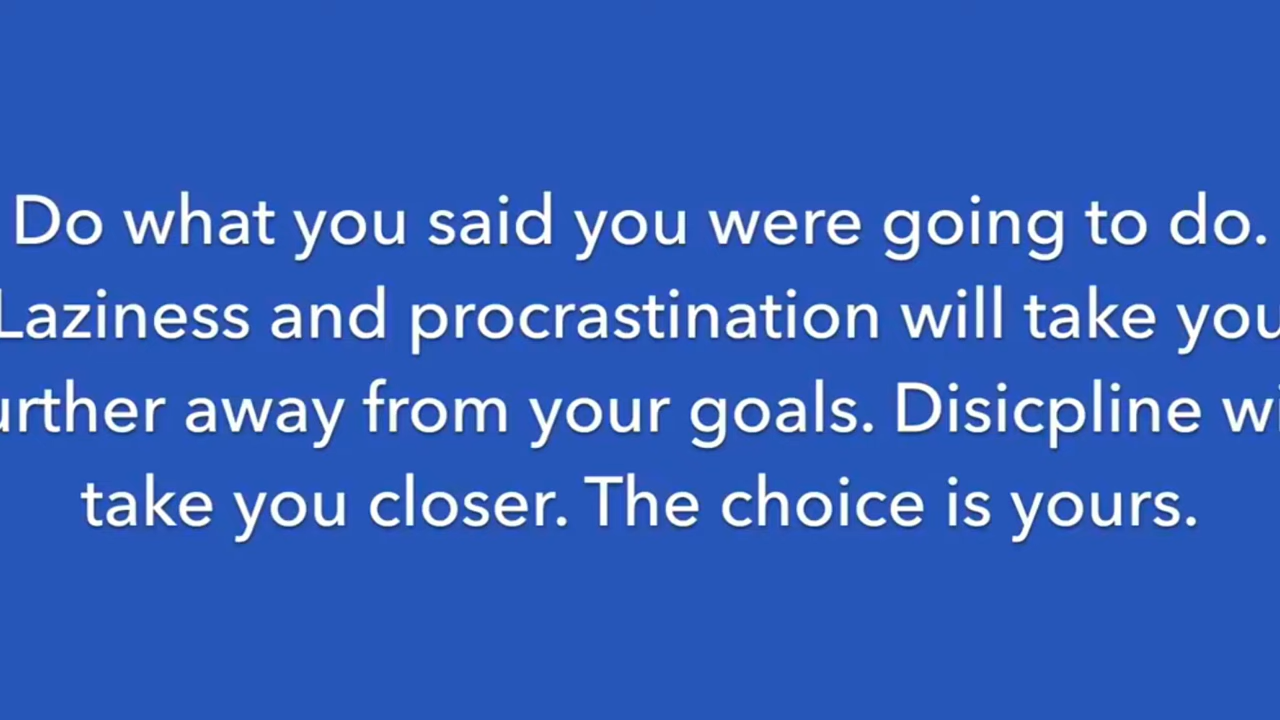 Do what you said you were going to do.
Laziness and procrastination will take you
urther away from your goals. Disicpline wi
take you closer. The choice is yours.